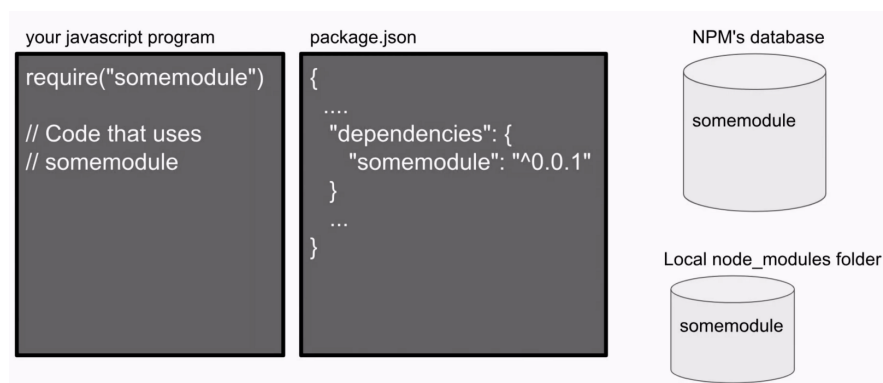 your javascript program
require("somemodule")
// Code that uses
// somemodule
package.json
{
....
"dependencies": {
"somemodule": "^0.0.1"
}
...
}
NPM's database
somemodule
Local node_modules folder
somemodule